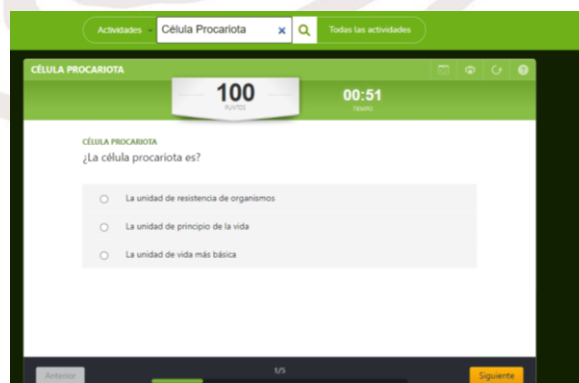 Actividades Célula Procariota x Todas las actividades
CÉLULA PROCARIOTA
100
PUNTOS
00:51
TIEMPO
CÉLULA PROCARIOTA
¿La célula procariota es?
La unidad de resistencia de organismos
La unidad de principio de la vida
La unidad de vida más básica
Anterior
1/5
Siguiente